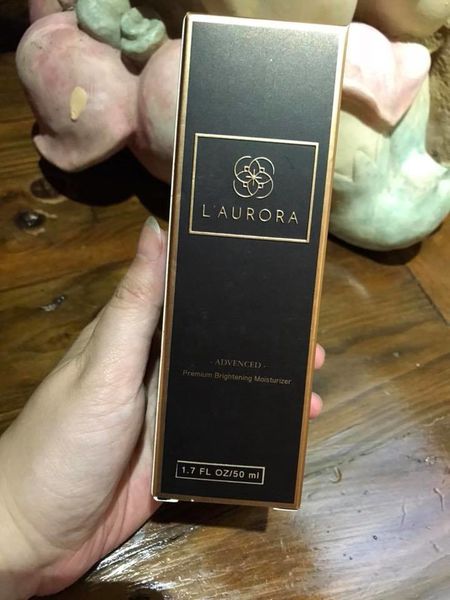 L'AURORA
- ADVENCED -
Premium Brightening Moisturizer
1.7 FL OZ/50 ml